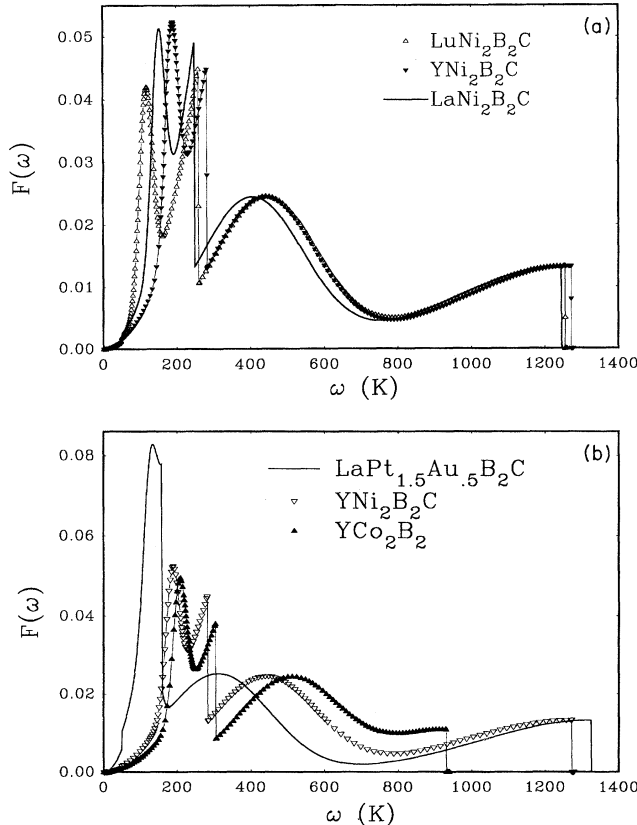 (a)
LuNi₂B₂C
YNi₂B₂C
LaNi₂B₂C
F(ω)
0.05
0.04
0.03
0.02
0.01
0.00
0 200 400 600 800 1000 1200 1400
ω (K)
(b)
LaPt₁.₅Au.₅B₂C
YNi₂B₂C
YCo₂B₂
F(ω)
0.08
0.06
0.04
0.02
0.00
0 200 400 600 800 1000 1200 1400
ω (K)